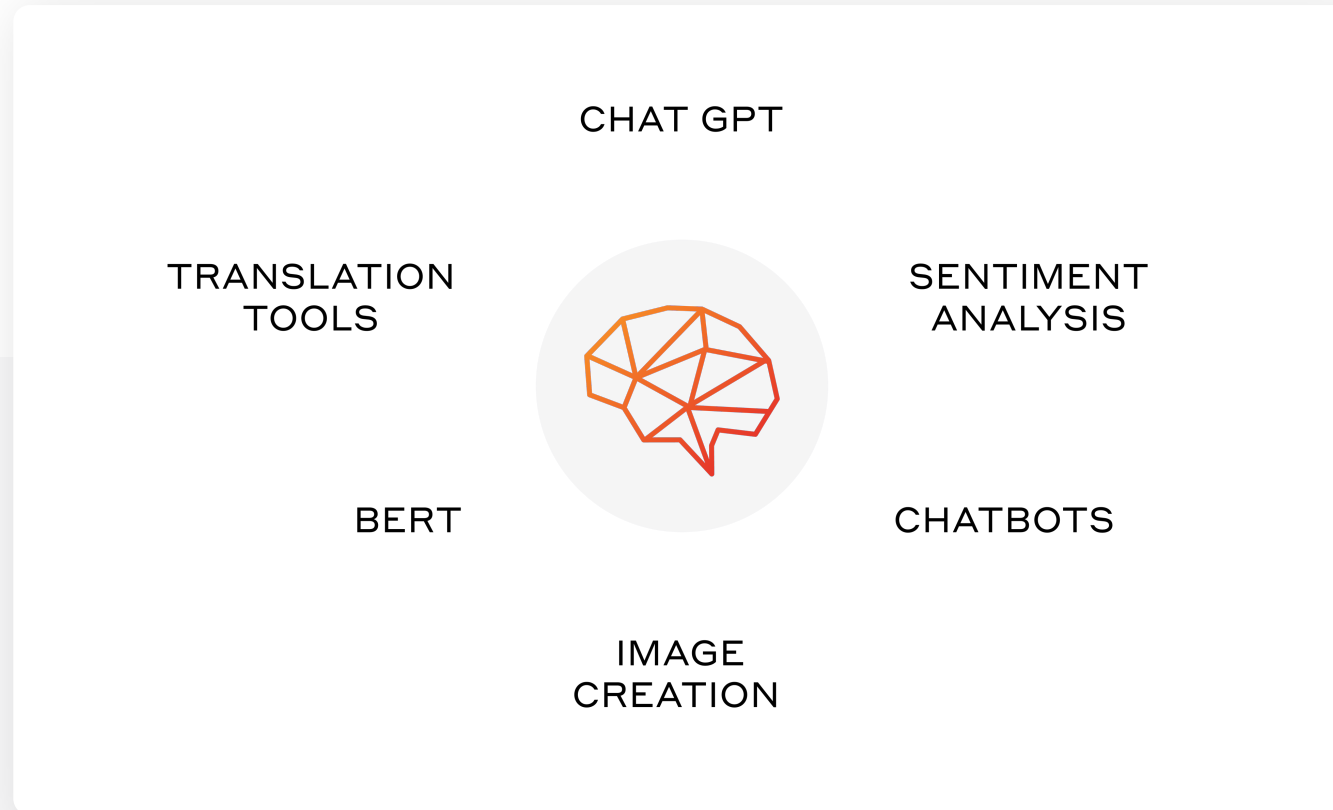 CHAT GPT
TRANSLATION
TOOLS
SENTIMENT
ANALYSIS
BERT
CHATBOTS
IMAGE
CREATION